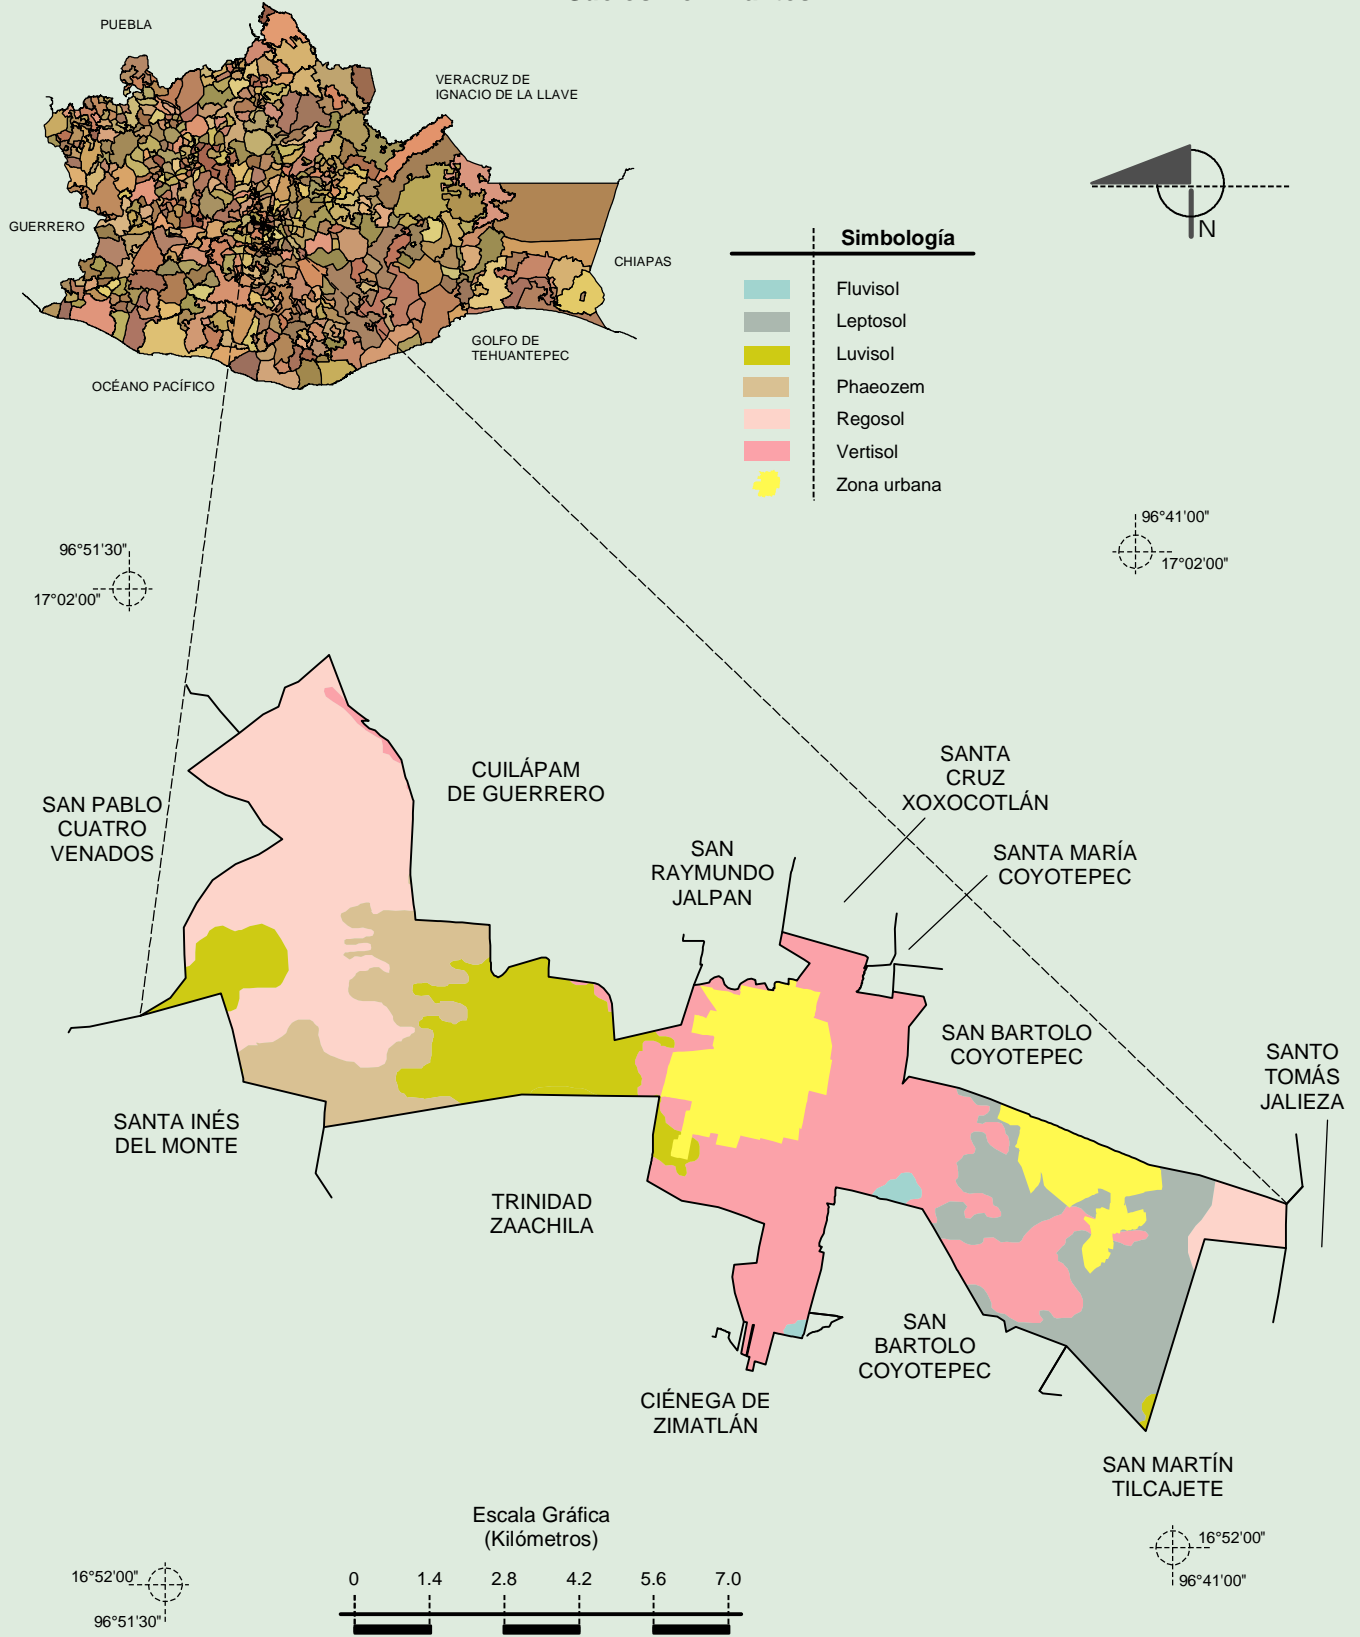 PUEBLA
VERACRUZ DE
IGNACIO DE LA LLAVE
GUERRERO
CHIAPAS
GOLFO DE
TEHUANTEPEC
OCÉANO PACÍFICO
N
Simbología
Fluvisol
Leptosol
Luvisol
Phaeozem
Regosol
Vertisol
Zona urbana
96°51'30"
17°02'00"
96°41'00"
17°02'00"
SAN PABLO
CUATRO
VENADOS
CUILÁPAM
DE GUERRERO
SANTA
CRUZ
XOXOCOTLÁN
SAN
RAYMUNDO
JALPAN
SANTA MARÍA
COYOTEPEC
SAN BARTOLO
COYOTEPEC
SANTO
TOMÁS
JALIEZA
SANTA INÉS
DEL MONTE
TRINIDAD
ZAACHILA
SAN
BARTOLO
COYOTEPEC
CIÉNEGA DE
ZIMATLÁN
SAN MARTÍN
TILCAJETE
Escala Gráfica
(Kilómetros)
0 1.4 2.8 4.2 5.6 7.0
16°52'00"
96°51'30"
16°52'00"
96°41'00"